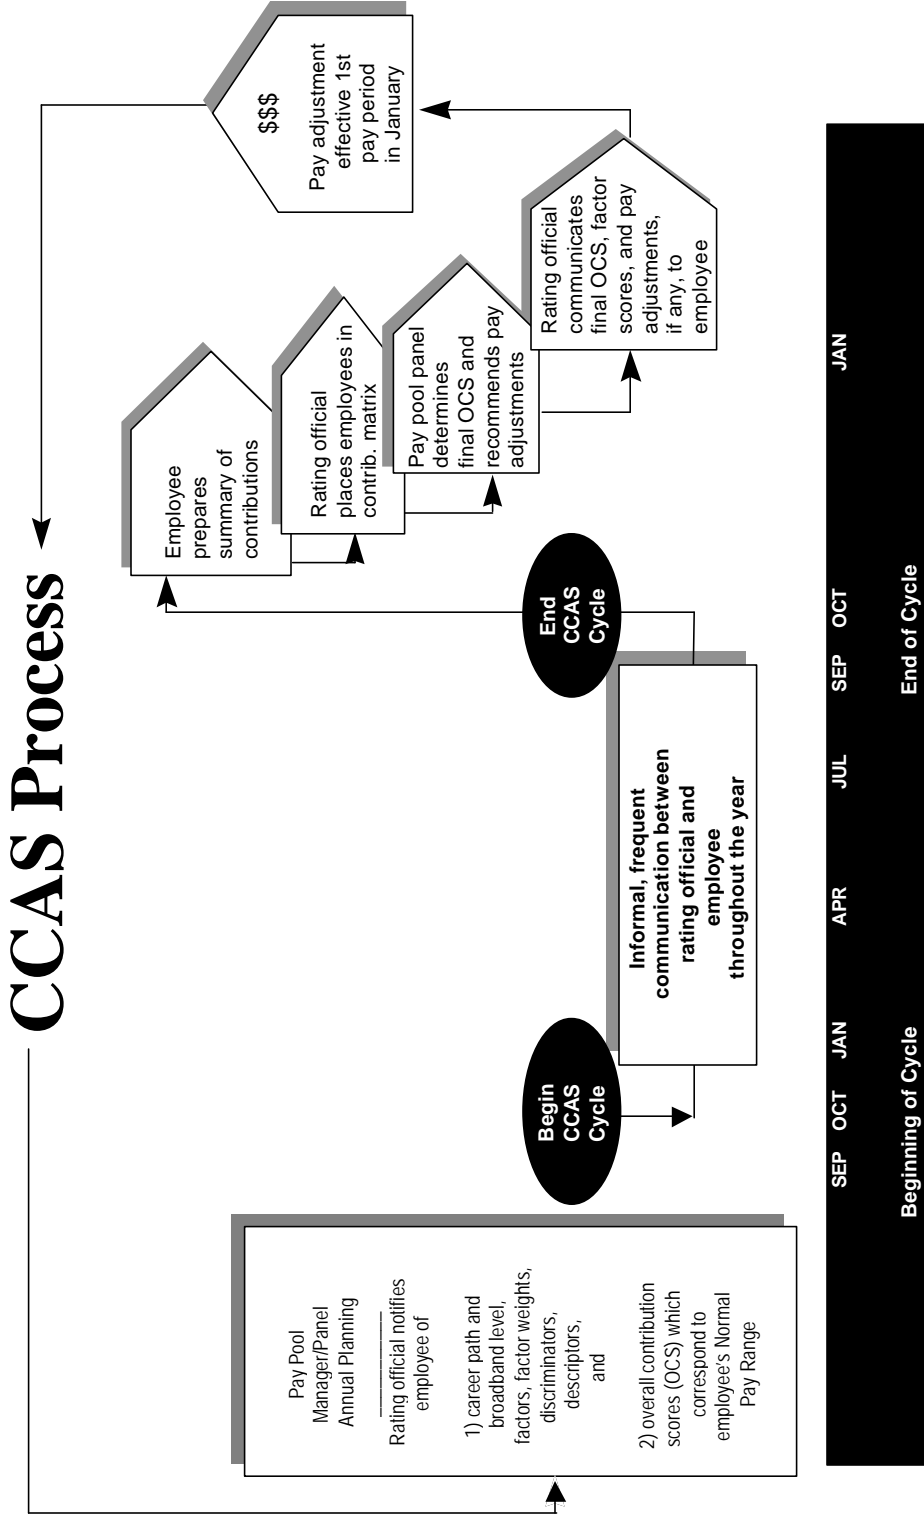 CCAS Process
Pay Pool
Manager/Panel
Annual Planning
Rating official notifies
employee of
1) career path and
broadband level,
factors, factor weights,
discriminators,
descriptors,
and
2) overall contribution
scores (OCS) which
correspond to
employee's Normal
Pay Range
Begin
CCAS
Cycle
Informal, frequent
communication between
rating official and
employee
throughout the year
End
CCAS
Cycle
Employee
prepares
summary of
contributions
Rating official
places employees in
contrib. matrix
Pay pool panel
determines
final OCS and
recommends pay
adjustments
Rating official
communicates
final OCS, factor
scores, and pay
adjustments,
if any, to
employee
$$$
Pay adjustment
effective 1st
pay period
in January
SEP OCT JAN APR JUL SEP OCT JAN
Beginning of Cycle End of Cycle